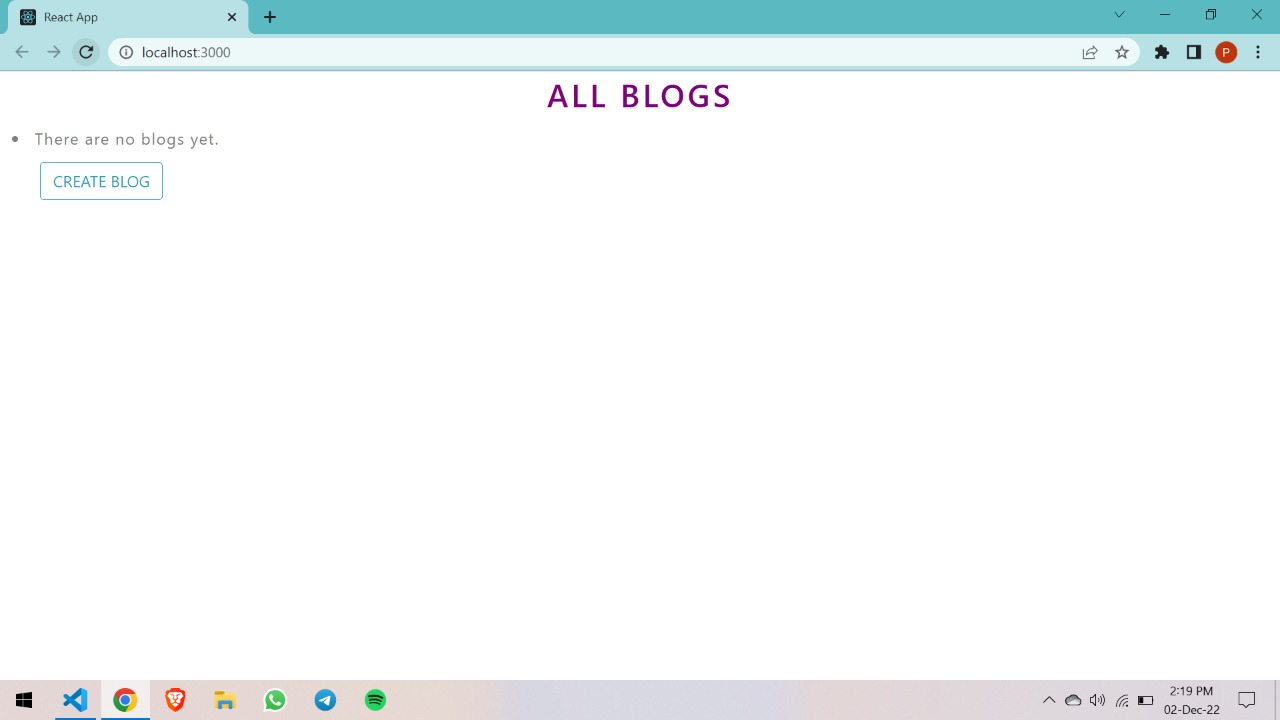 React App
localhost:3000
P
ALL BLOGS
There are no blogs yet.
CREATE BLOG
2:19 PM
02-Dec-22